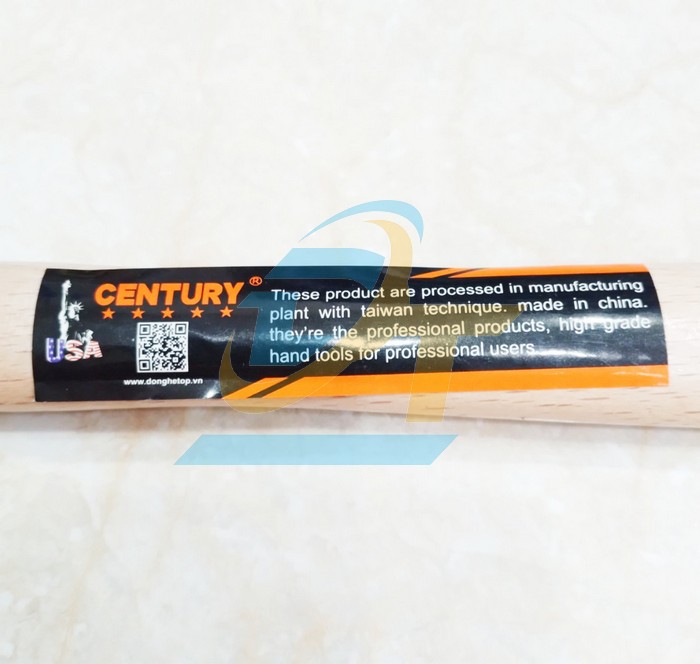 CENTURY®
USA
www.donghetop.vn
These product are processed in manufacturing
plant with taiwan technique. made in china.
they're the professional products, high grade
hand tools for professional users